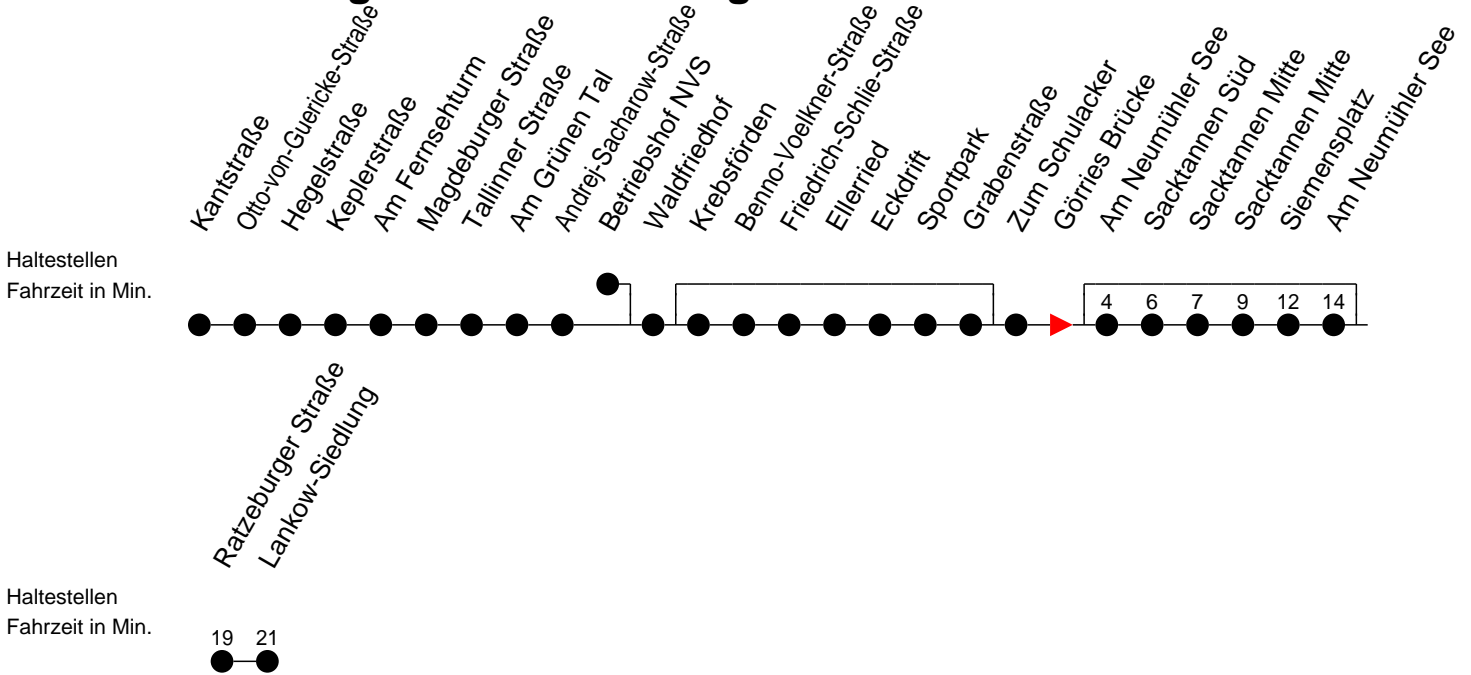 Kantstraße
Otto-von-Guericke-Straße
Hegelstraße
Keplerstraße
Am Fernsehturm
Magdeburger Straße
Tallinner Straße
Am Grünen Tal
Andrej-Sacharow-Straße
Betriebshof NVS
Waldfriedhof
Krebsförden
Benno-Voelkner-Straße
Friedrich-Schlie-Straße
Ellerried
Eckdrift
Sportpark
Grabenstraße
Zum Schulacker
Görries Brücke
Am Neumühler See
Sacktannen Süd
Sacktannen Mitte
Sacktannen Mitte
Siemensplatz
Am Neumühler See
Haltestellen
Fahrzeit in Min.
4 6 7 9 12 14
Ratzeburger Straße
Lankow-Siedlung
Haltestellen
Fahrzeit in Min.
19 21